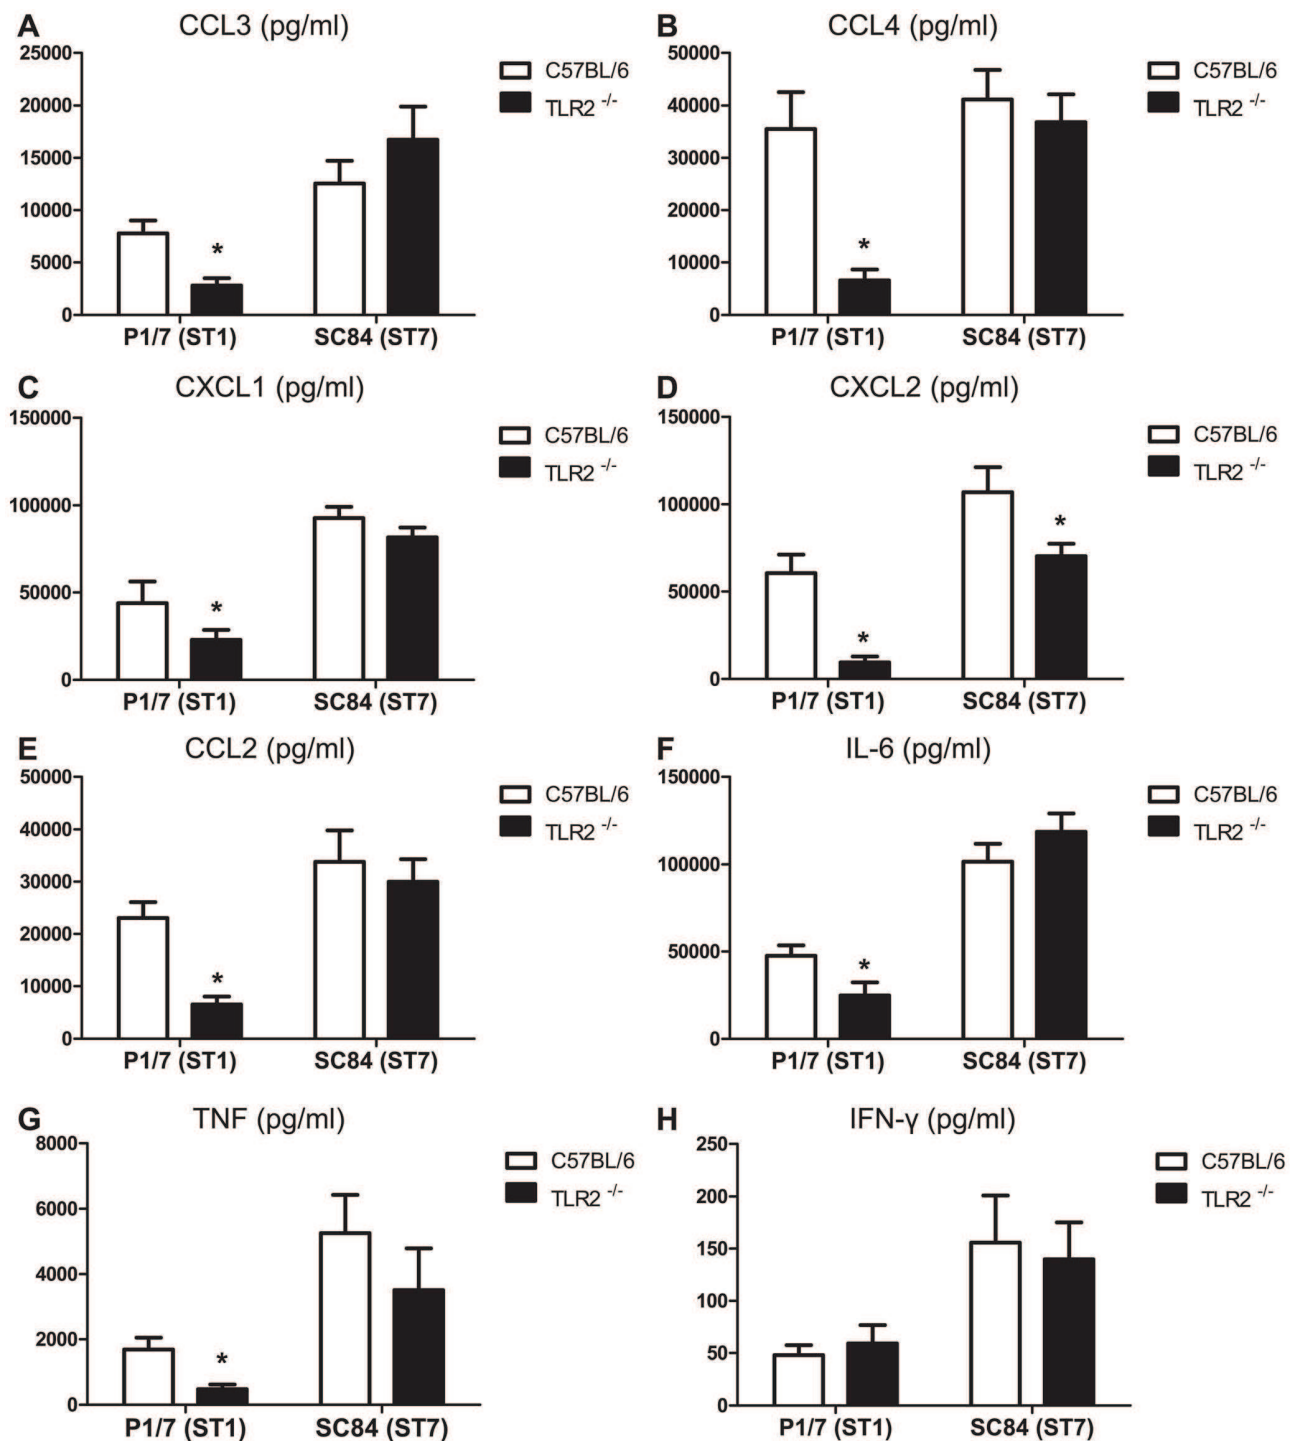 A CCL3 (pg/ml)
25000
20000
15000
10000
5000
0
*
P1/7 (ST1) SC84 (ST7)
C57BL/6
TLR2 -/-
B CCL4 (pg/ml)
50000
40000
30000
20000
10000
0
*
P1/7 (ST1) SC84 (ST7)
C57BL/6
TLR2 -/-
C CXCL1 (pg/ml)
150000
100000
50000
0
*
P1/7 (ST1) SC84 (ST7)
C57BL/6
TLR2 -/-
D CXCL2 (pg/ml)
150000
100000
50000
0
*
*
P1/7 (ST1) SC84 (ST7)
C57BL/6
TLR2 -/-
E CCL2 (pg/ml)
50000
40000
30000
20000
10000
0
*
P1/7 (ST1) SC84 (ST7)
C57BL/6
TLR2 -/-
F IL-6 (pg/ml)
150000
100000
50000
0
*
P1/7 (ST1) SC84 (ST7)
C57BL/6
TLR2 -/-
G TNF (pg/ml)
8000
6000
4000
2000
0
*
P1/7 (ST1) SC84 (ST7)
C57BL/6
TLR2 -/-
H IFN-γ (pg/ml)
250
200
150
100
50
0
P1/7 (ST1) SC84 (ST7)
C57BL/6
TLR2 -/-